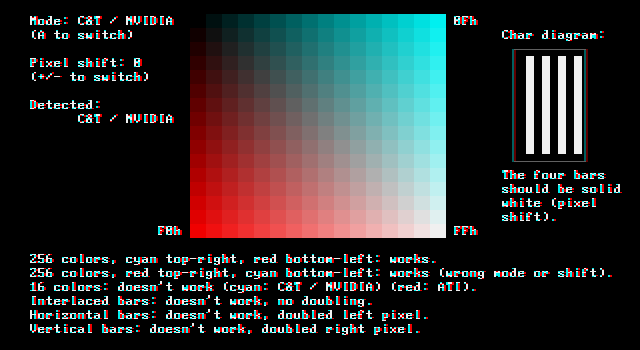 Mode: C&T / NVIDIA
(A to switch)
Pixel shift: 0
(+/- to switch)
Detected:
C&T / NVIDIA
0Fh
F0h
FFh
Char diagram:
The four bars
should be solid
white (pixel
shift).
256 colors, cyan top-right, red bottom-left: works.
256 colors, red top-right, cyan bottom-left: works (wrong mode or shift).
16 colors: doesn't work (cyan: C&T / NVIDIA) (red: ATI).
Interlaced bars: doesn't work, no doubling.
Horizontal bars: doesn't work, doubled left pixel.
Vertical bars: doesn't work, doubled right pixel.